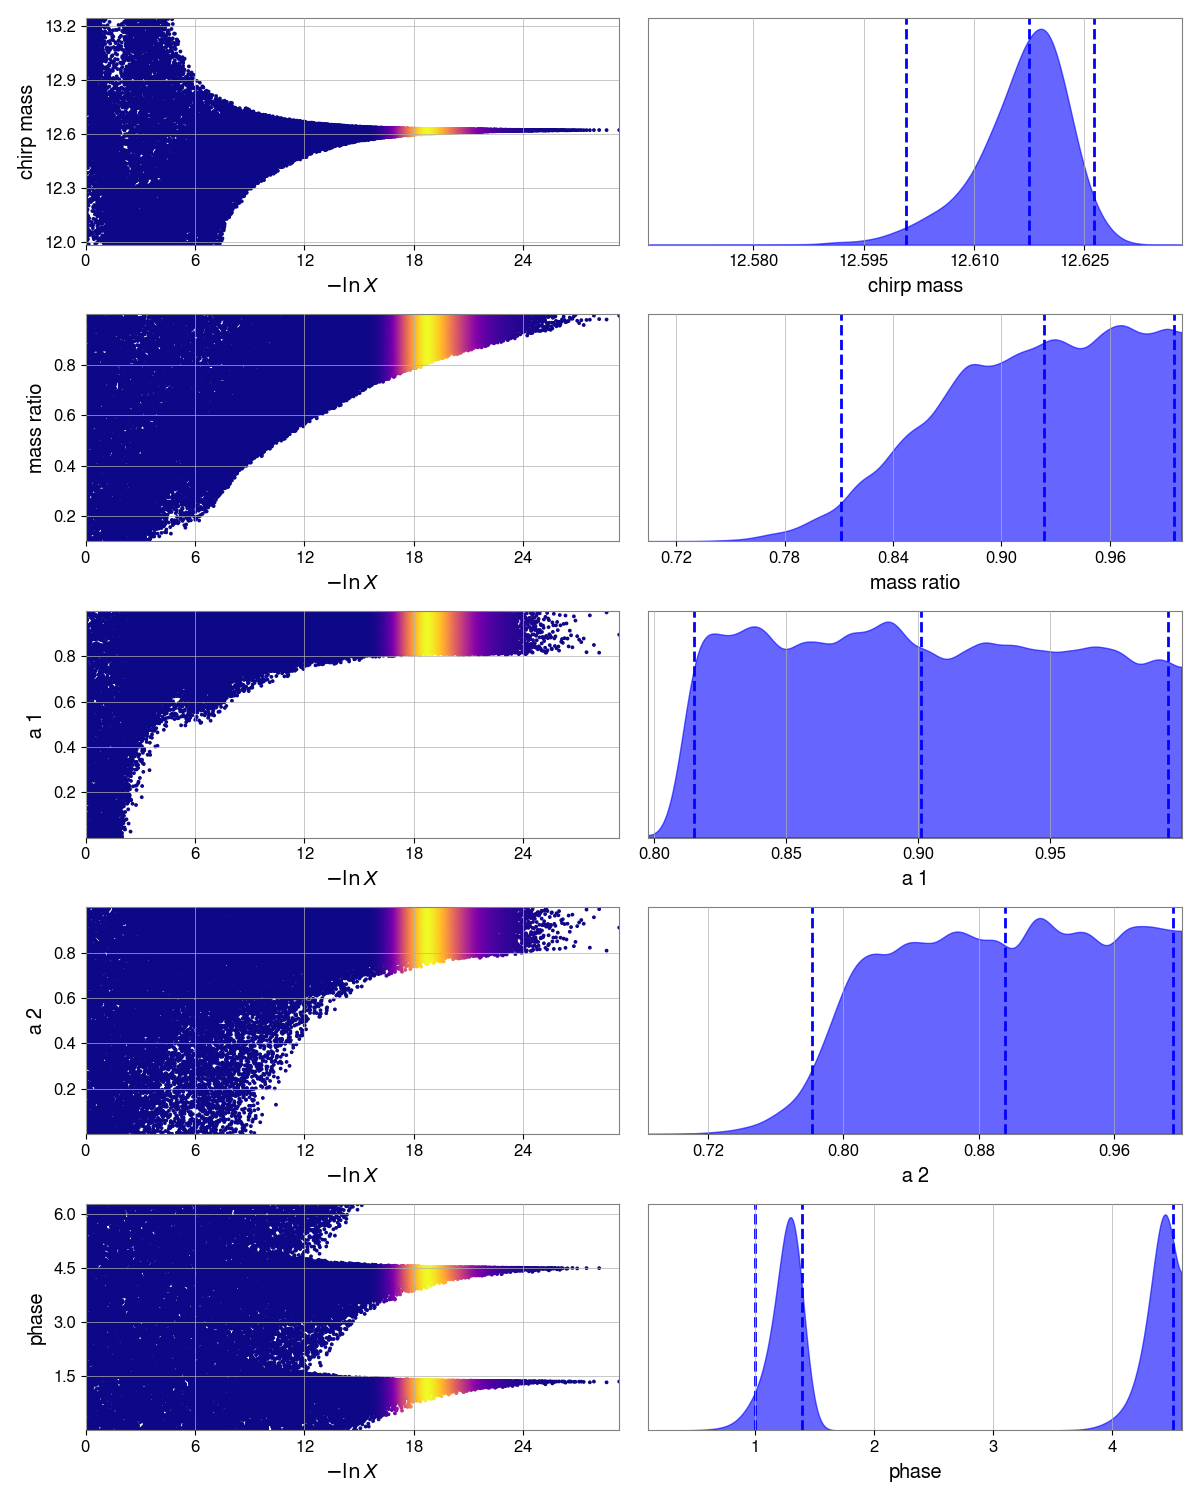 chirp mass
13.2
12.9
12.6
12.3
12.0
0 6 12 18 24
−ln X
12.580 12.595 12.610 12.625
chirp mass
mass ratio
0.8
0.6
0.4
0.2
0 6 12 18 24
−ln X
0.72 0.78 0.84 0.90 0.96
mass ratio
a 1
0.8
0.6
0.4
0.2
0 6 12 18 24
−ln X
0.80 0.85 0.90 0.95
a 1
a 2
0.8
0.6
0.4
0.2
0 6 12 18 24
−ln X
0.72 0.80 0.88 0.96
a 2
phase
6.0
4.5
3.0
1.5
0 6 12 18 24
−ln X
1 2 3 4
phase